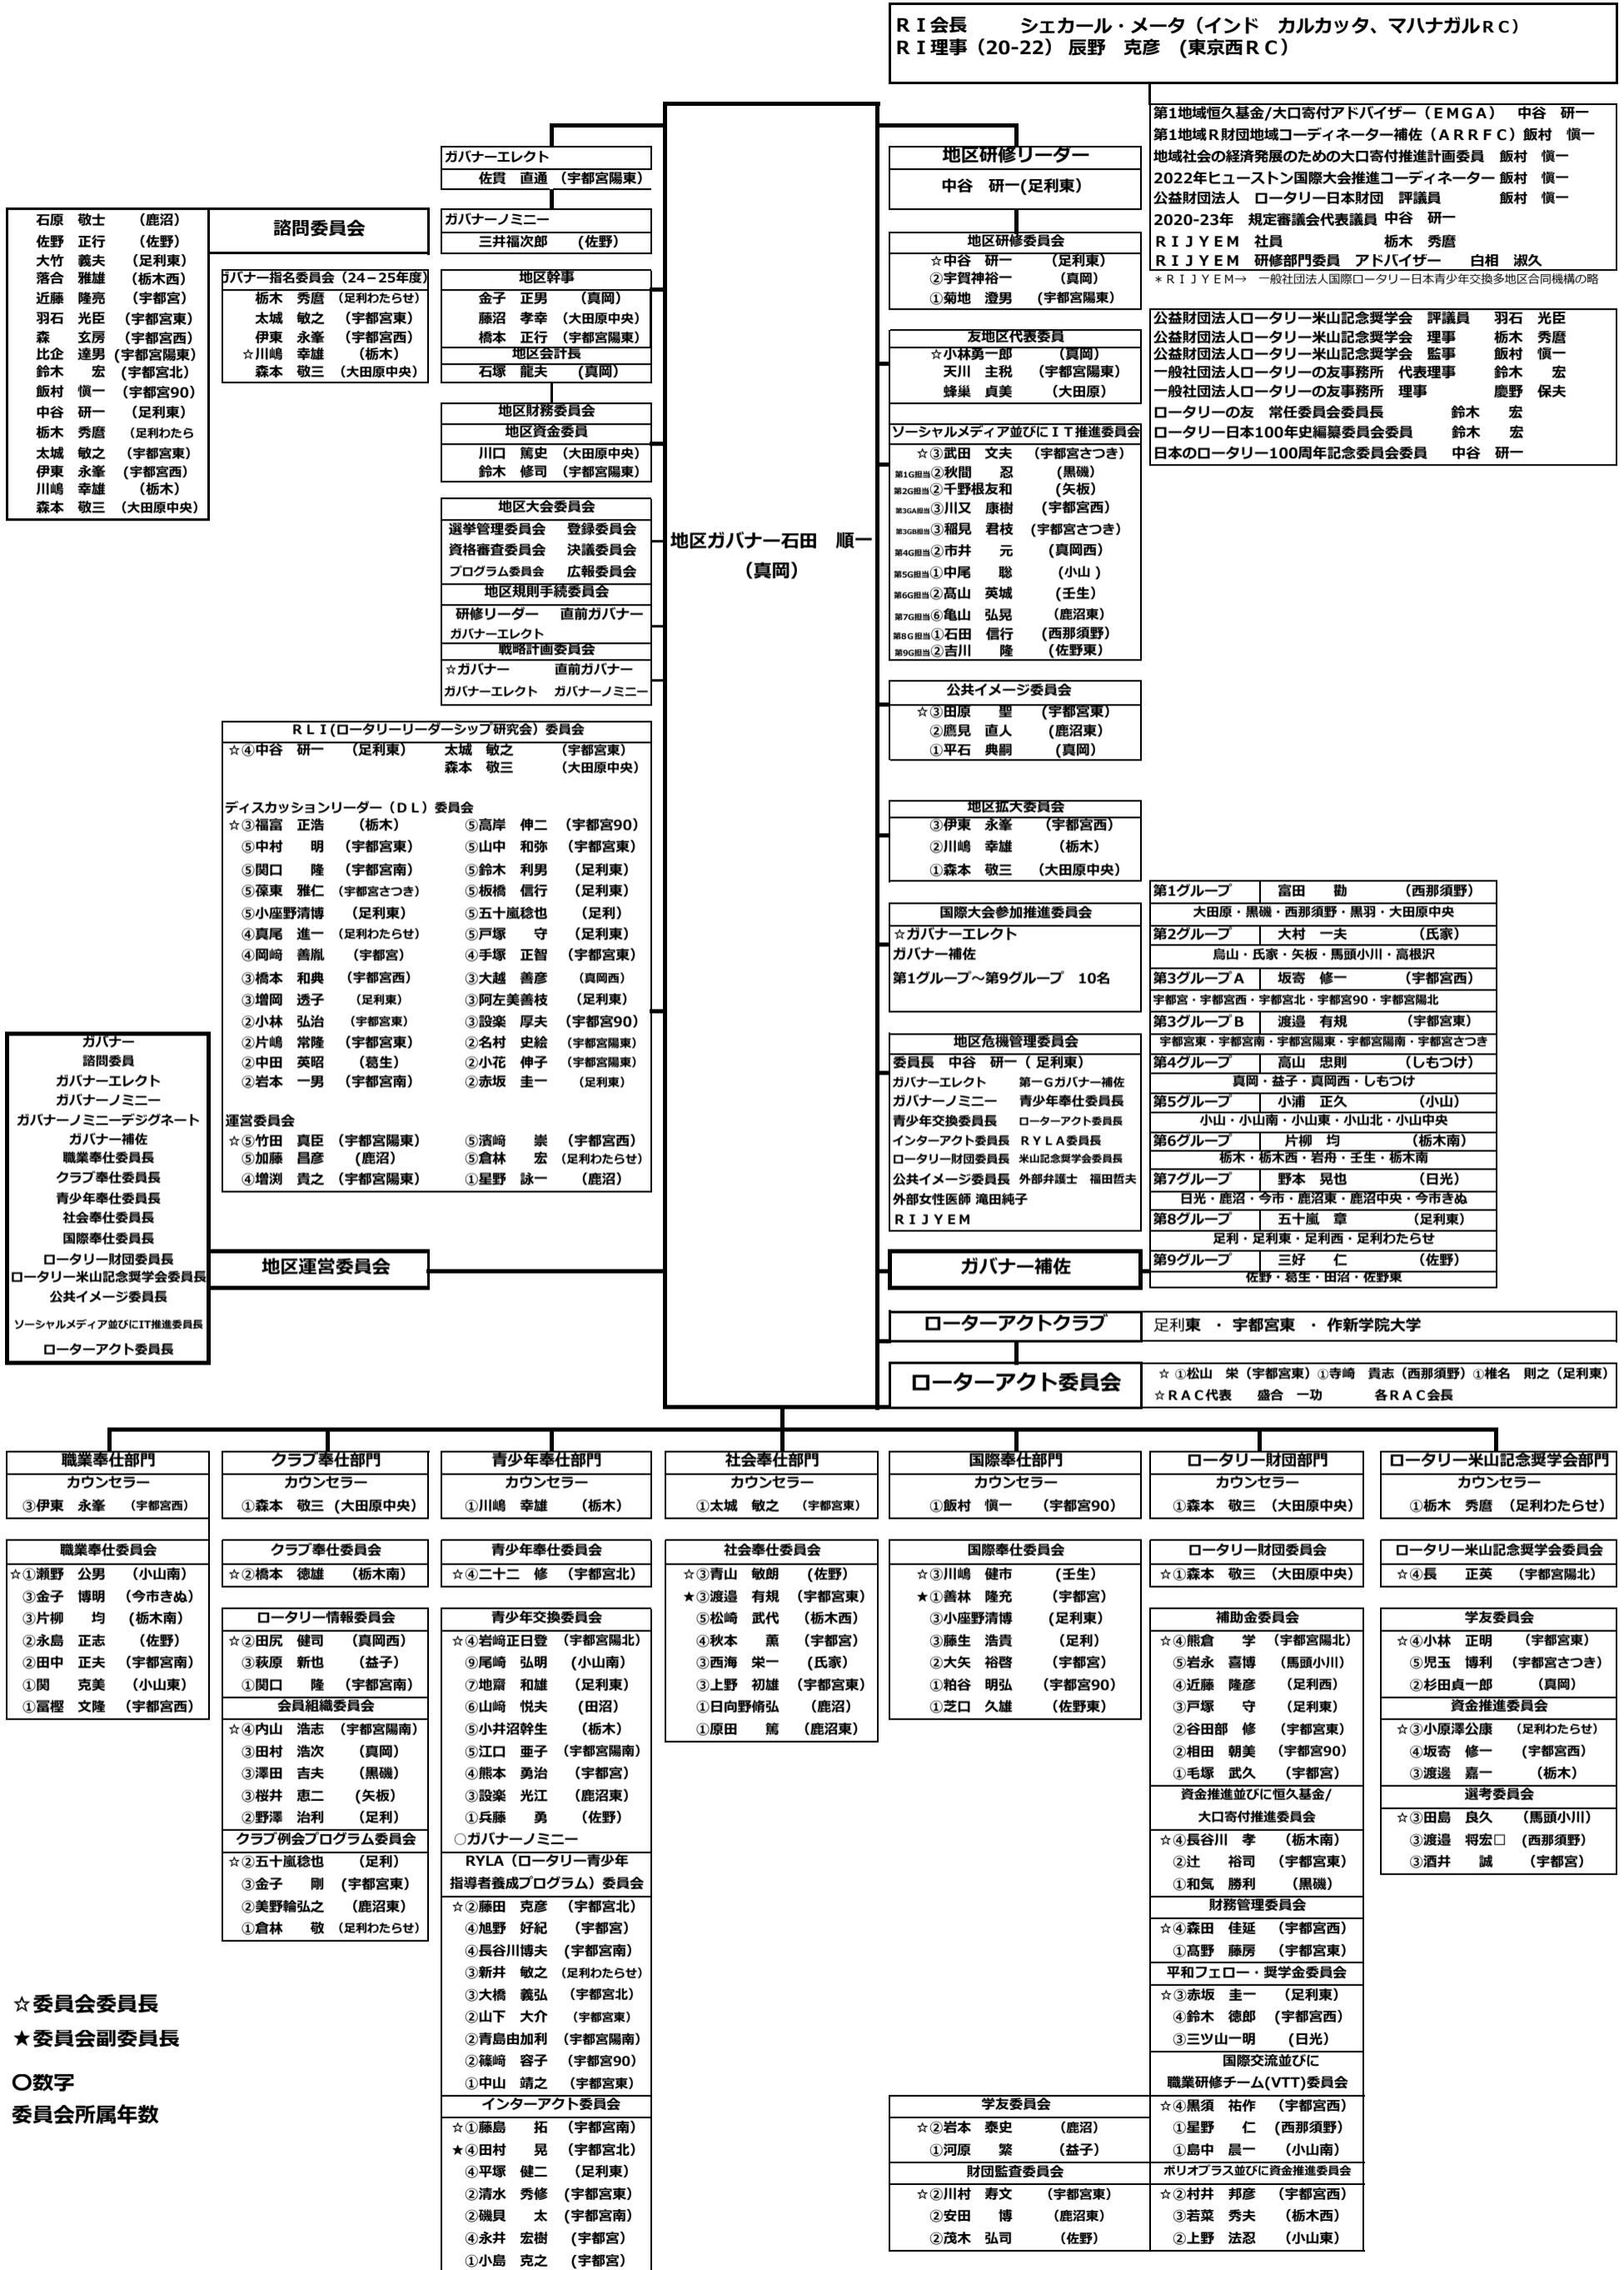 ＲＩ会長　　シェカール・メータ（インド　カルカッタ、マハナガルＲＣ）
ＲＩ理事（20-22） 辰野　克彦　(東京西ＲＣ）
第1地域恒久基金/大口寄付アドバイザー（ＥＭＧＡ）　中谷　研一
第1地域Ｒ財団地域コーディネーター補佐（ＡＲＲＦＣ）飯村　愼一
地域社会の経済発展のための大口寄付推進計画委員　飯村　愼一
2022年ヒューストン国際大会推進コーディネーター 飯村　愼一
公益財団法人　ロータリー日本財団　評議員　飯村　愼一
2020-23年　規定審議会代表議員 中谷　研一
ＲＩＪＹＥＭ　社員　栃木　秀麿
ＲＩＪＹＥＭ　研修部門委員　アドバイザー　白相　淑久
＊ＲＩＪＹＥＭ→　一般社団法人国際ロータリー日本青少年交換多地区合同機構の略
公益財団法人ロータリー米山記念奨学会　評議員　羽石　光臣
公益財団法人ロータリー米山記念奨学会　理事　栃木　秀麿
公益財団法人ロータリー米山記念奨学会　監事　飯村　愼一
一般社団法人ロータリーの友事務所　代表理事　鈴木　宏
一般社団法人ロータリーの友事務所　理事　慶野　保夫
ロータリーの友　常任委員会委員長　鈴木　宏
ロータリー日本100年史編纂委員会委員　鈴木　宏
日本のロータリー100周年記念委員会委員　中谷　研一
地区ガバナー石田　順一
（真岡）
ガバナーエレクト
佐貫　直通　（宇都宮陽東）
ガバナーノミニー
三井福次郎　（佐野）
諮問委員会
石原　敬士　（鹿沼）
佐野　正行　（佐野）
大竹　義夫　（足利東）
落合　雅雄　（栃木西）
近藤　隆亮　（宇都宮）
羽石　光臣　（宇都宮東）
森　玄房　（宇都宮西）
比企　達男　(宇都宮陽東）
鈴木　宏　(宇都宮北）
飯村　愼一　（宇都宮90）
中谷　研一　（足利東）
栃木　秀麿　（足利わたら
太城　敏之　（宇都宮東）
伊東　永峯　（宇都宮西）
川嶋　幸雄　（栃木）
森本　敬三　（大田原中央）
ガバナー指名委員会（24－25年度）
栃木　秀麿　（足利わたらせ）
太城　敏之　（宇都宮東）
伊東　永峯　（宇都宮西）
☆川嶋　幸雄　（栃木）
森本　敬三　（大田原中央）
地区幹事
金子　正男　（真岡）
藤沼　孝幸　（大田原中央）
橋本　正行　（宇都宮陽東）
地区会計長
石塚　龍夫　（真岡）
地区財務委員会
地区資金委員
川口　篤史　（大田原中央）
鈴木　修司　（宇都宮陽東）
地区大会委員会
選挙管理委員会　登録委員会
資格審査委員会　決議委員会
プログラム委員会　広報委員会
地区規則手続委員会
研修リーダー　直前ガバナー
ガバナーエレクト
戦略計画委員会
☆ガバナー　直前ガバナー
ガバナーエレクト　ガバナーノミニー
ＲＬＩ(ロータリーリーダーシップ研究会）委員会
☆④中谷　研一　（足利東）　太城　敏之　（宇都宮東）
森本　敬三　（大田原中央）
ディスカッションリーダー（ＤＬ）委員会
☆③福富　正浩　（栃木）　⑤高岸　伸二　（宇都宮90）
⑤中村　明　（宇都宮東）　⑤山中　和弥　（宇都宮東）
⑤関口　隆　（宇都宮南）　⑤鈴木　利男　（足利東）
⑤葆東　雅仁　（宇都宮さつき）　⑤板橋　信行　（足利東）
⑤小座野清博　（足利東）　⑤五十嵐稔也　（足利）
④真尾　進一　（足利わたらせ）　⑤戸塚　守　（足利東）
④岡﨑　善胤　（宇都宮）　④手塚　正智　（宇都宮東）
③橋本　和典　（宇都宮西）　③大越　善彦　（真岡西）
③増岡　透子　（足利東）　③阿左美善枝　（足利東）
②小林　弘治　（宇都宮東）　③設楽　厚夫　（宇都宮90）
②片嶋　常隆　（宇都宮東）　②名村　史絵　（宇都宮陽東）
②中田　英昭　（葛生）　②小花　伸子　（宇都宮陽東）
②岩本　一男　（宇都宮南）　②赤坂　圭一　（足利東）
運営委員会
☆⑤竹田　真臣　（宇都宮陽東）　⑤濱﨑　崇　（宇都宮西）
⑤加藤　昌彦　(鹿沼）　⑤倉林　宏　（足利わたらせ）
④増渕　貴之　（宇都宮陽東）　①星野　詠一　（鹿沼）
地区研修リーダー
中谷　研一(足利東）
地区研修委員会
☆中谷　研一　（足利東）
②宇賀神裕一　（真岡）
①菊地　澄男　(宇都宮陽東）
友地区代表委員
☆小林勇一郎　（真岡）
天川　主税　（宇都宮陽東）
蜂巣　貞美　（大田原）
ソーシャルメディア並びにＩＴ推進委員会
☆③武田　文夫　（宇都宮さつき）
第1G担当②秋間　忍　（黒磯）
第2G担当②千野根友和　（矢板）
第3GA担当③川又　康樹　(宇都宮西）
第3GB担当③稲見　君枝　（宇都宮さつき）
第4G担当②市井　元　（真岡西）
第5G担当①中尾　聡　（小山 )
第6G担当②髙山　英城　（壬生）
第7G担当⑥亀山　弘晃　（鹿沼東）
第8G担当①石田　信行　(西那須野）
第9G担当②吉川　隆　（佐野東）
公共イメージ委員会
☆③田原　聖　（宇都宮東）
②鷹見　直人　（鹿沼東）
①平石　典嗣　（真岡）
地区拡大委員会
③伊東　永峯　（宇都宮西）
②川嶋　幸雄　（栃木）
①森本　敬三　（大田原中央）
国際大会参加推進委員会
☆ガバナーエレクト
ガバナー補佐
第1グループ～第9グループ　10名
地区危機管理委員会
委員長　中谷　研一（ 足利東）
ガバナーエレクト　第一Ｇガバナー補佐
ガバナーノミニー　青少年奉仕委員長
青少年交換委員長　ローターアクト委員長
インターアクト委員長　ＲＹＬＡ委員長
ロータリー財団委員長　米山記念奨学会委員長
公共イメージ委員長　外部弁護士　福田哲夫
外部女性医師 滝田純子
ＲＩＪＹＥＭ
ガバナー補佐
第1グループ　富田　勸　（西那須野）
大田原・黒磯・西那須野・黒羽・大田原中央
第2グループ　大村　一夫　（氏家）
烏山・氏家・矢板・馬頭小川・高根沢
第3グループＡ　坂寄　修一　（宇都宮西）
宇都宮・宇都宮西・宇都宮北・宇都宮90・宇都宮陽北
第3グループＢ　渡邉　有規　（宇都宮東）
宇都宮東・宇都宮南・宇都宮陽東・宇都宮陽南・宇都宮さつき
第4グループ　高山　忠則　（しもつけ）
真岡・益子・真岡西・しもつけ
第5グループ　小浦　正久　（小山）
小山・小山南・小山東・小山北・小山中央
第6グループ　片柳　均　（栃木南）
栃木・栃木西・岩舟・壬生・栃木南
第7グループ　野本　晃也　（日光）
日光・鹿沼・今市・鹿沼東・鹿沼中央・今市きぬ
第8グループ　五十嵐　章　（足利東）
足利・足利東・足利西・足利わたらせ
第9グループ　三好　仁　（佐野）
佐野・葛生・田沼・佐野東
ガバナー
諮問委員
ガバナーエレクト
ガバナーノミニー
ガバナーノミニーデジグネート
ガバナー補佐
職業奉仕委員長
クラブ奉仕委員長
青少年奉仕委員長
社会奉仕委員長
国際奉仕委員長
ロータリー財団委員長
ロータリー米山記念奨学会委員長
公共イメージ委員長
ソーシャルメディア並びにIT推進委員長
ローターアクト委員長
地区運営委員会
ローターアクトクラブ
足利東　・　宇都宮東　・　作新学院大学
ローターアクト委員会
☆ ①松山　栄（宇都宮東）①寺崎　貴志（西那須野）①椎名　則之（足利東）
☆ＲＡＣ代表　盛合　一功　各ＲＡＣ会長
職業奉仕部門
カウンセラー
③伊東　永峯　（宇都宮西）
職業奉仕委員会
☆①瀬野　公男　（小山南）
③金子　博明　（今市きぬ）
③片柳　均　（栃木南）
②永島　正志　（佐野）
②田中　正夫　（宇都宮南）
①関　克美　（小山東）
①冨樫　文隆　（宇都宮西）
クラブ奉仕部門
カウンセラー
①森本　敬三　(大田原中央）
クラブ奉仕委員会
☆②橋本　徳雄　（栃木南）
ロータリー情報委員会
☆②田尻　健司　（真岡西）
③萩原　新也　（益子）
①関口　隆　（宇都宮南）
会員組織委員会
☆④内山　浩志　（宇都宮陽南）
③田村　浩次　（真岡）
③澤田　吉夫　（黒磯）
③桜井　恵二　（矢板）
②野澤　治利　（足利）
クラブ例会プログラム委員会
☆②五十嵐稔也　（足利）
③金子　剛　（宇都宮東）
②美野輪弘之　（鹿沼東）
①倉林　敬　（足利わたらせ）
青少年奉仕部門
カウンセラー
①川嶋　幸雄　（栃木）
青少年奉仕委員会
☆④二十二　修　（宇都宮北）
青少年交換委員会
☆④岩﨑正日登　（宇都宮陽北）
⑨尾﨑　弘明　(小山南）
⑦地齋　和雄　（足利東）
⑥山﨑　悦夫　（田沼）
⑤小井沼幹生　（栃木）
⑤江口　亜子　（宇都宮陽南）
④熊本　勇治　（宇都宮）
③設楽　光江　（鹿沼東）
①兵藤　勇　（佐野）
○ガバナーノミニー
RYLA（ロータリー青少年
指導者養成プログラム）委員会
☆②藤田　克彦　（宇都宮北）
④旭野　好紀　（宇都宮）
④長谷川博夫　(宇都宮南）
③新井　敏之　（足利わたらせ）
③大橋　義弘　（宇都宮北）
②山下　大介　（宇都宮東）
②青島由加利　（宇都宮陽南）
②篠﨑　容子　（宇都宮90）
①中山　靖之　（宇都宮東）
インターアクト委員会
☆①藤島　拓　（宇都宮南）
★④田村　晃　（宇都宮北）
④平塚　健二　（足利東）
②清水　秀修　（宇都宮東）
②磯貝　太　（宇都宮南）
④永井　宏樹　（宇都宮）
①小島　克之　（宇都宮）
社会奉仕部門
カウンセラー
①太城　敏之　（宇都宮東）
社会奉仕委員会
☆③青山　敏朗　（佐野）
★③渡邉　有規　（宇都宮東）
⑤松崎　武代　（栃木西）
④秋本　薫　（宇都宮）
③西海　栄一　（氏家）
③上野　初雄　（宇都宮東）
①日向野脩弘　（鹿沼）
①原田　篤　（鹿沼東）
国際奉仕部門
カウンセラー
①飯村　愼一　（宇都宮90）
国際奉仕委員会
☆③川嶋　健市　（壬生）
★①善林　隆充　（宇都宮）
③小座野清博　（足利東）
③藤生　浩貴　（足利）
②大矢　裕啓　（宇都宮）
①粕谷　明弘　（宇都宮90）
①芝口　久雄　（佐野東）
ロータリー財団部門
カウンセラー
①森本　敬三　（大田原中央）
ロータリー財団委員会
☆①森本　敬三　（大田原中央）
補助金委員会
☆④熊倉　学　（宇都宮陽北）
⑤岩永　喜博　（馬頭小川）
④近藤　隆彦　（足利西）
③戸塚　守　（足利東）
②谷田部　修　（宇都宮東）
②相田　朝美　（宇都宮90）
①毛塚　武久　（宇都宮）
資金推進並びに恒久基金/
大口寄付推進委員会
☆④長谷川　孝　（栃木南）
②辻　裕司　（宇都宮東）
①和気　勝利　（黒磯）
財務管理委員会
☆④森田　佳延　（宇都宮西）
①髙野　藤房　（宇都宮東）
平和フェロー・奨学金委員会
☆③赤坂　圭一　（足利東）
④鈴木　徳郎　（宇都宮西）
③三ツ山一明　（日光）
国際交流並びに
職業研修チーム(VTT)委員会
☆④黒須　祐作　（宇都宮西）
①星野　仁　（西那須野）
①島中　晨一　（小山南）
ポリオプラス並びに資金推進委員会
☆②村井　邦彦　（宇都宮西）
③若菜　秀夫　（栃木西）
②上野　法忍　（小山東）
学友委員会
☆②岩本　泰史　（鹿沼）
①河原　繁　（益子）
財団監査委員会
☆②川村　寿文　（宇都宮東）
②安田　博　（鹿沼東）
②茂木　弘司　（佐野）
ロータリー米山記念奨学会部門
カウンセラー
①栃木　秀麿　（足利わたらせ）
ロータリー米山記念奨学会委員会
☆④長　正英　（宇都宮陽北）
学友委員会
☆④小林　正明　（宇都宮東）
⑤児玉　博利　（宇都宮さつき）
②杉田貞一郎　（真岡）
資金推進委員会
☆③小原澤公康　（足利わたらせ）
④坂寄　修一　（宇都宮西）
③渡邊　嘉一　（栃木）
選考委員会
☆③田島　良久　（馬頭小川）
③渡邉　将宏□　（西那須野）
③酒井　誠　（宇都宮）
☆委員会委員長
★委員会副委員長
〇数字
委員会所属年数